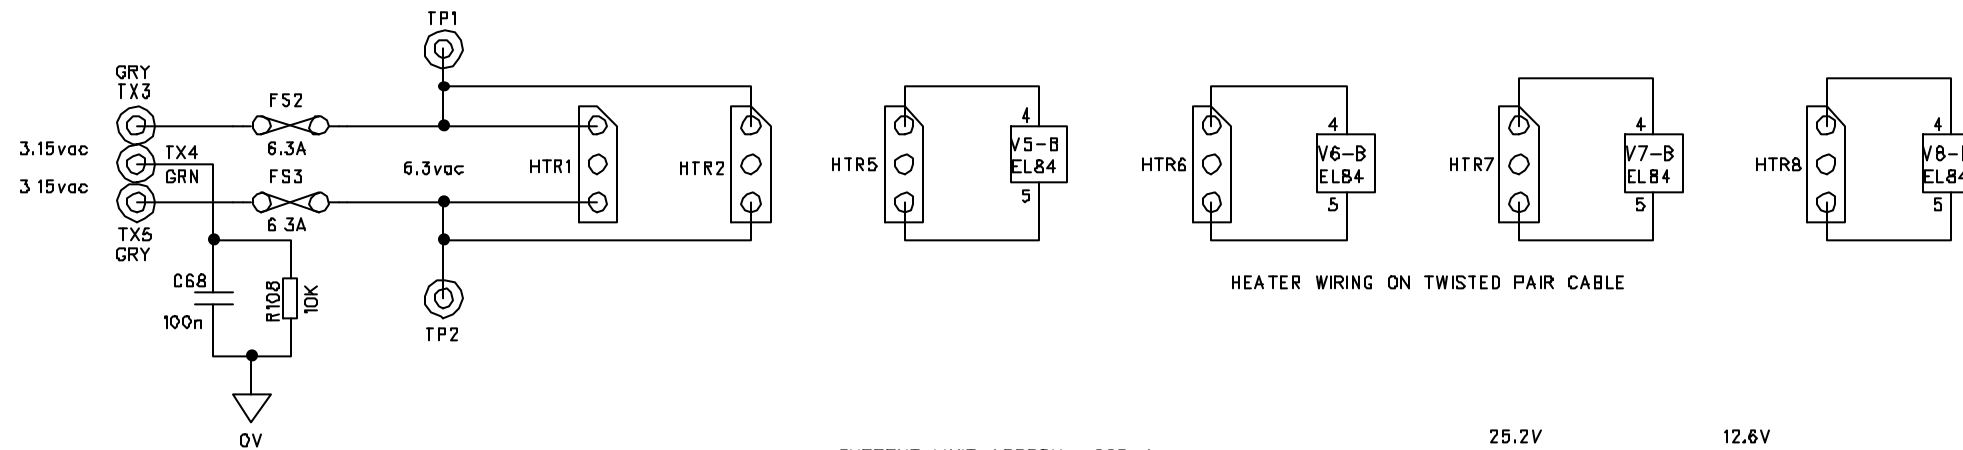 TP1
GRY
TX3
FS2
6.3A
3.15vac
TX4
GRN
3 15vac
FS3
6 3A
TX5
GRY
6.3vac
HTR1
HTR2
HTR5
4
V5-B
EL84
5
HTR6
4
V6-B
EL84
5
HTR7
4
V7-B
EL84
5
HTR8
4
V8-
EL84
5
C68
100n
R108
10K
TP2
0V
HEATER WIRING ON TWISTED PAIR CABLE
25.2V
12.6V